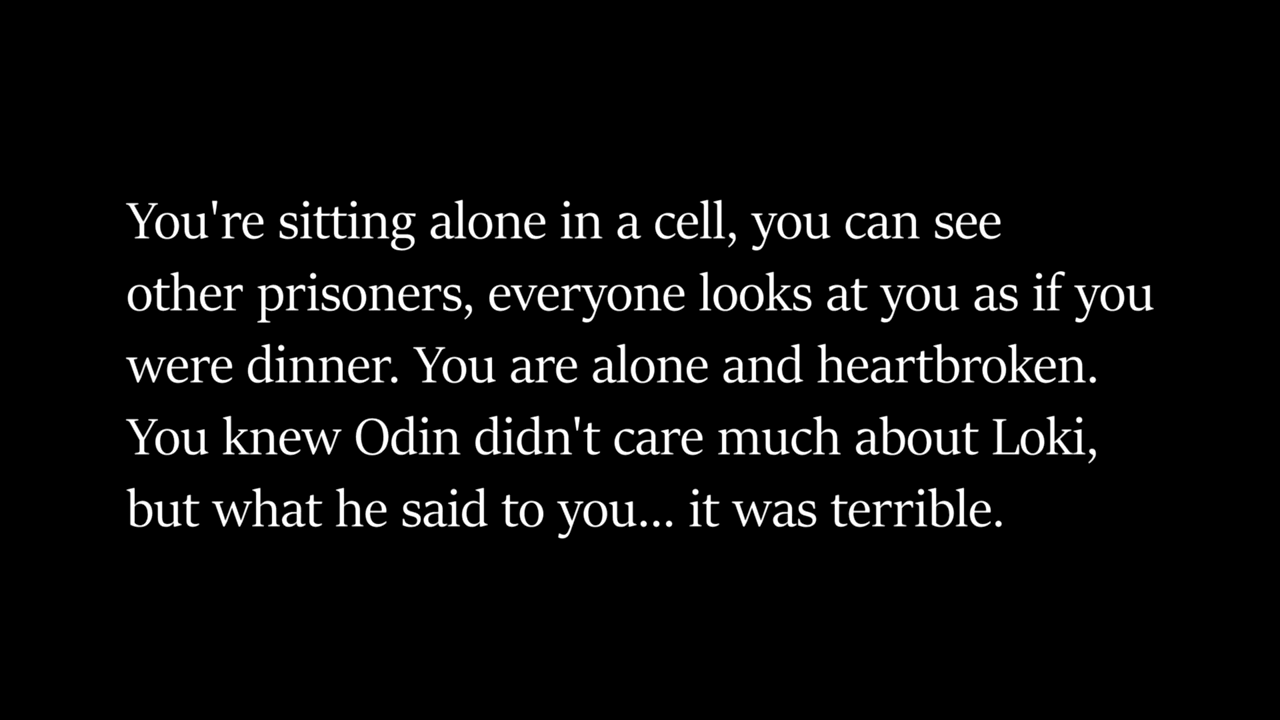 You're sitting alone in a cell, you can see
other prisoners, everyone looks at you as if you
were dinner. You are alone and heartbroken.
You knew Odin didn't care much about Loki,
but what he said to you... it was terrible.